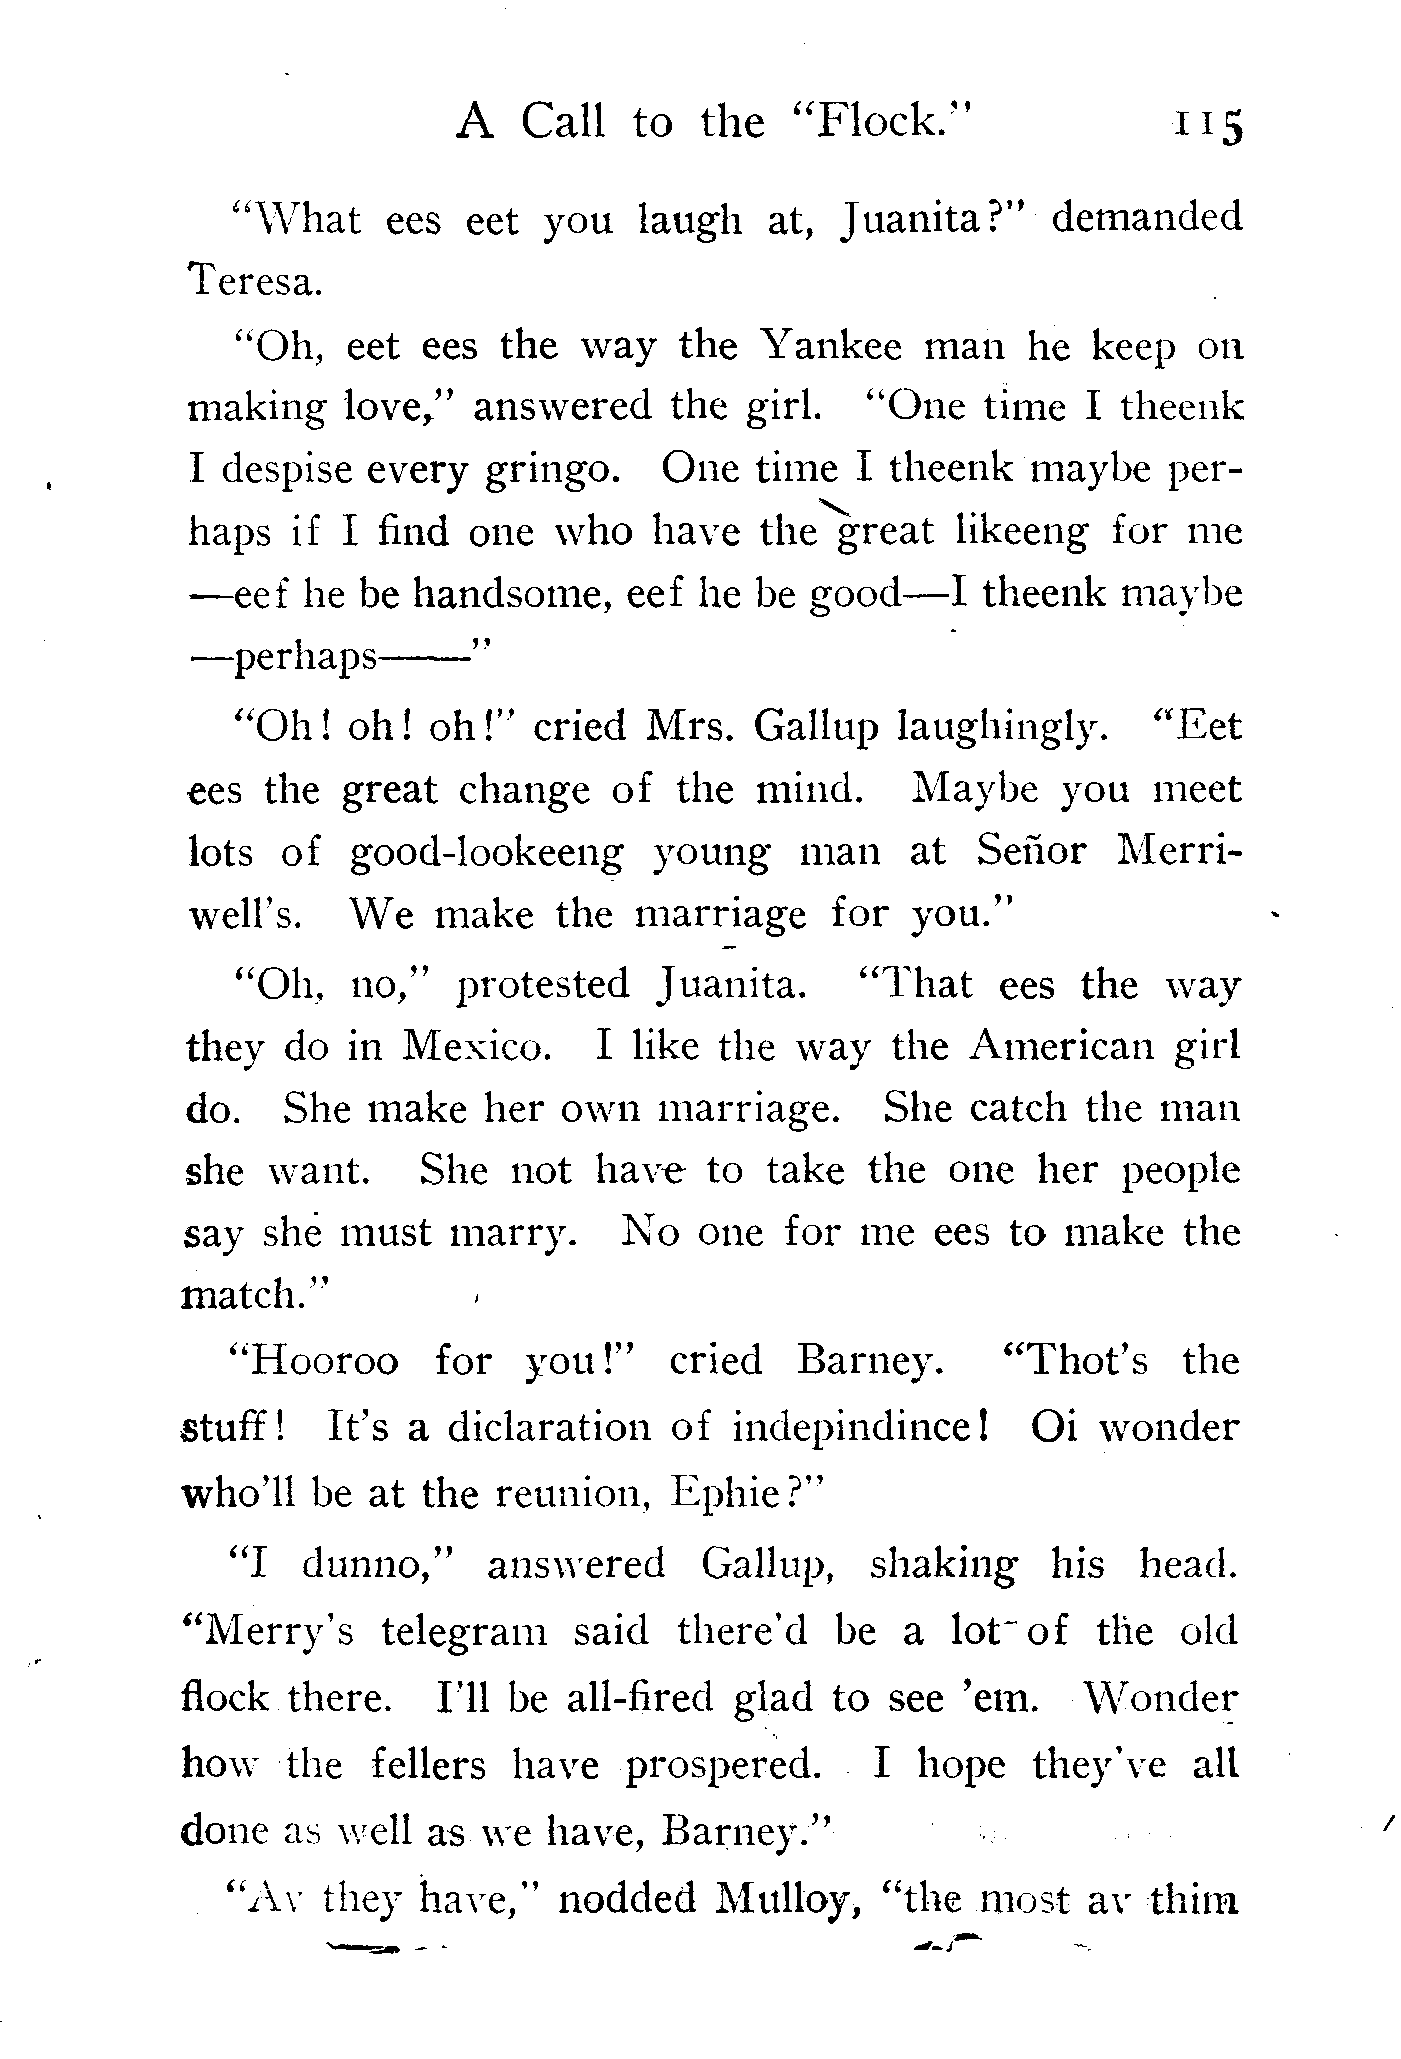 A Call to the "Flock." 115
"What ees eet you laugh at, Juanita?" demanded
Teresa.
"Oh, eet ees the way the Yankee man he keep on
making love," answered the girl. "One time I theenk
I despise every gringo. One time I theenk maybe per-
haps if I find one who have the great likeeng for me
—eef he be handsome, eef he be good—I theenk maybe
—perhaps——"
"Oh! oh! oh!" cried Mrs. Gallup laughingly. "Eet
ees the great change of the mind. Maybe you meet
lots of good-lookeeng young man at Señor Merri-
well's. We make the marriage for you."
"Oh, no," protested Juanita. "That ees the way
they do in Mexico. I like the way the American girl
do. She make her own marriage. She catch the man
she want. She not have to take the one her people
say she must marry. No one for me ees to make the
match."
"Hooroo for you!" cried Barney. "Thot's the
stuff! It's a diclaration of indepindince! Oi wonder
who'll be at the reunion, Ephie?"
"I dunno," answered Gallup, shaking his head.
"Merry's telegram said there'd be a lot of the old
flock there. I'll be all-fired glad to see 'em. Wonder
how the fellers have prospered. I hope they've all
done as well as we have, Barney."
"Av they have," nodded Mulloy, "the most av thim